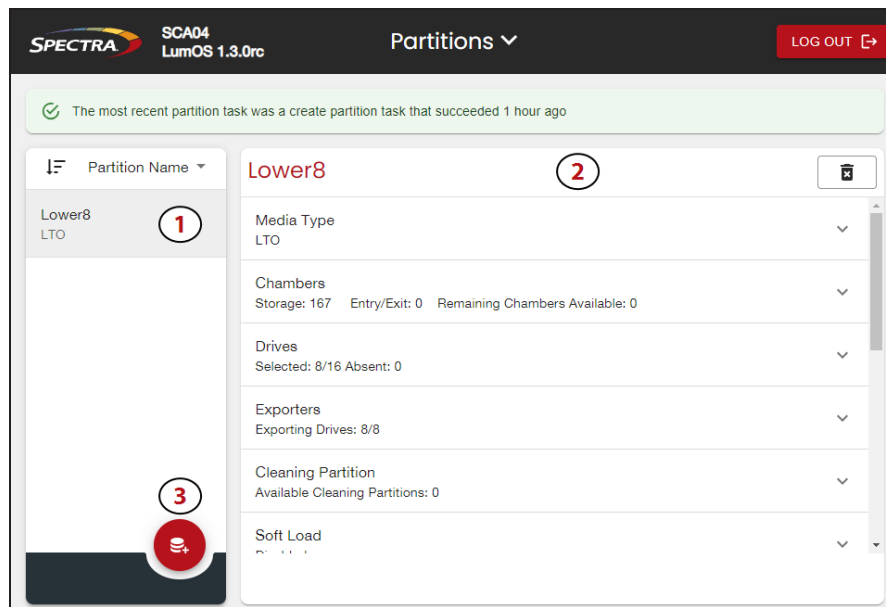 SPECTRA
SCA04
LumOS 1.3.0rc
Partitions
LOG OUT
The most recent partition task was a create partition task that succeeded 1 hour ago
Partition Name
Lower8
LTO
1
3
Lower8
2
Media Type
LTO
Chambers
Storage: 167 Entry/Exit: 0 Remaining Chambers Available: 0
Drives
Selected: 8/16 Absent: 0
Exporters
Exporting Drives: 8/8
Cleaning Partition
Available Cleaning Partitions: 0
Soft Load